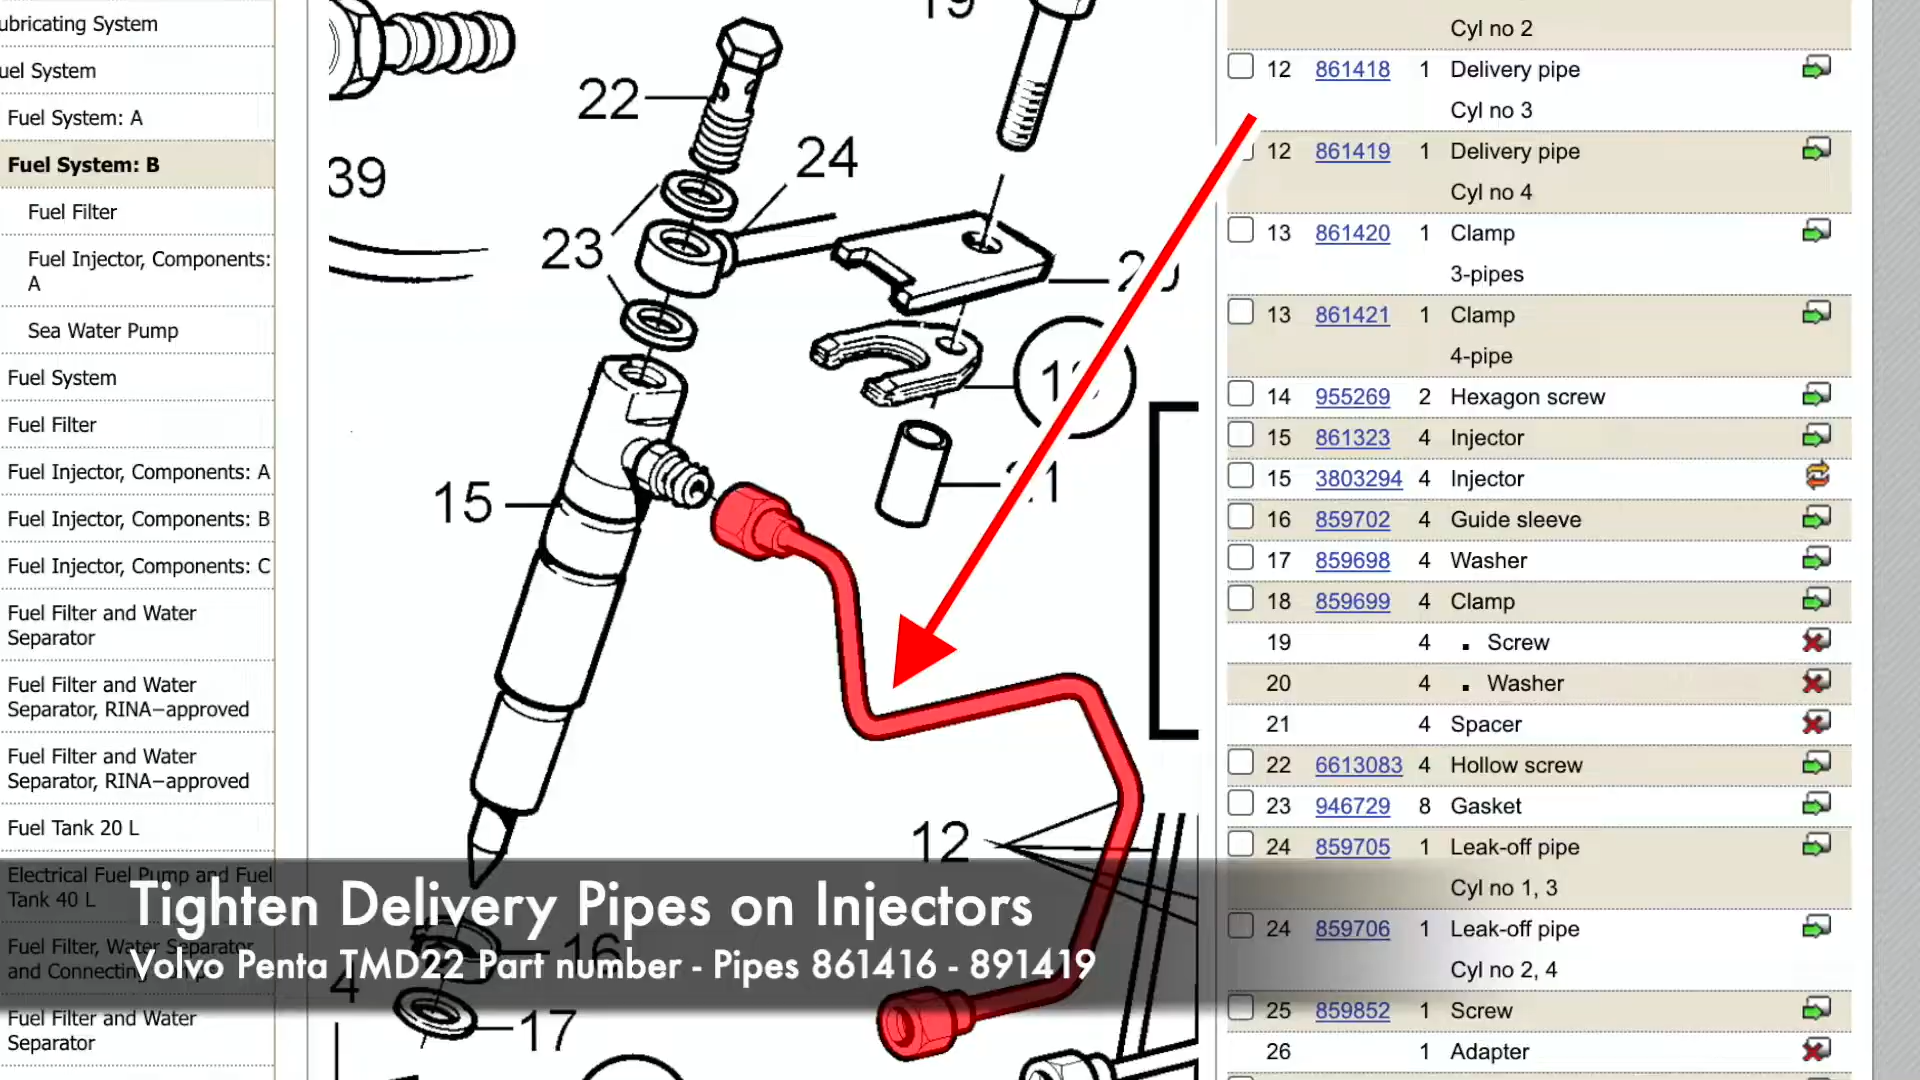 ubricating System
uel System
Fuel System: A
Fuel System: B
Fuel Filter
Fuel Injector, Components:
A
Sea Water Pump
Fuel System
Fuel Filter
Fuel Injector, Components: A
Fuel Injector, Components: B
Fuel Injector, Components: C
Fuel Filter and Water
Separator
Fuel Filter and Water
Separator, RINA–approved
Fuel Filter and Water
Separator, RINA–approved
Fuel Tank 20 L
Electrical Fuel Pump and Fuel
Tank 40 L
Fuel Filter, Water Separator
and Connecting
Fuel Filter and Water
Separator
19
22
24
39
23
15
12
16
4
17
Cyl no 2
12 861418 1 Delivery pipe
Cyl no 3
12 861419 1 Delivery pipe
Cyl no 4
13 861420 1 Clamp
3-pipes
13 861421 1 Clamp
4-pipe
14 955269 2 Hexagon screw
15 861323 4 Injector
15 3803294 4 Injector
16 859702 4 Guide sleeve
17 859698 4 Washer
18 859699 4 Clamp
19 4 Screw
20 4 Washer
21 4 Spacer
22 6613083 4 Hollow screw
23 946729 8 Gasket
24 859705 1 Leak-off pipe
Cyl no 1, 3
24 859706 1 Leak-off pipe
Cyl no 2, 4
25 859852 1 Screw
26 1 Adapter
Tighten Delivery Pipes on Injectors
Volvo Penta TMD22 Part number - Pipes 861416 - 891419